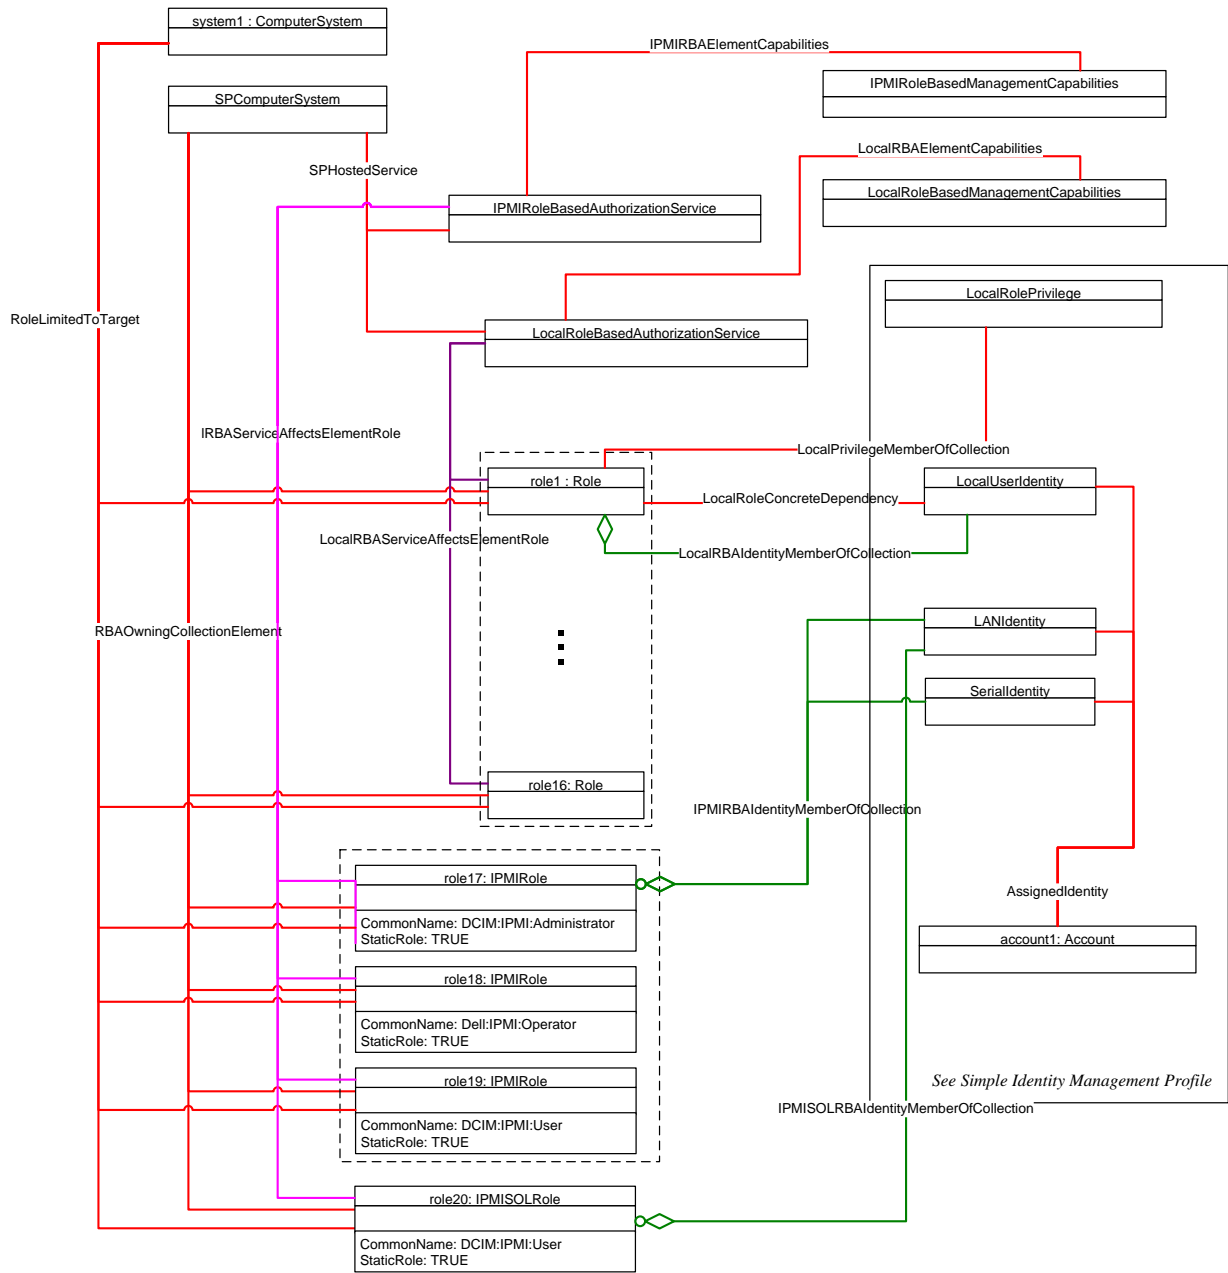 system1 : ComputerSystem
IPMIRBAElementCapabilities
IPMIRoleBasedManagementCapabilities
SPComputerSystem
LocalRBAElementCapabilities
SPHostedService
LocalRoleBasedManagementCapabilities
IPMIRoleBasedAuthorizationService
LocalRolePrivilege
RoleLimitedToTarget
LocalRoleBasedAuthorizationService
IRBAServiceAffectsElementRole
LocalPrivilegeMemberOfCollection
role1 : Role
LocalUserIdentity
LocalRoleConcreteDependency
LocalRBAServiceAffectsElementRole
LocalRBAIdentityMemberOfCollection
LANIdentity
RBAOwningCollectionElement
SerialIdentity
role16: Role
IPMIRBAIdentityMemberOfCollection
role17: IPMIRole
CommonName: DCIM:IPMI:Administrator
StaticRole: TRUE
AssignedIdentity
account1: Account
role18: IPMIRole
CommonName: Dell:IPMI:Operator
StaticRole: TRUE
role19: IPMIRole
See Simple Identity Management Profile
IPMISOLRBAIdentityMemberOfCollection
CommonName: DCIM:IPMI:User
StaticRole: TRUE
role20: IPMISOLRole
CommonName: DCIM:IPMI:User
StaticRole: TRUE